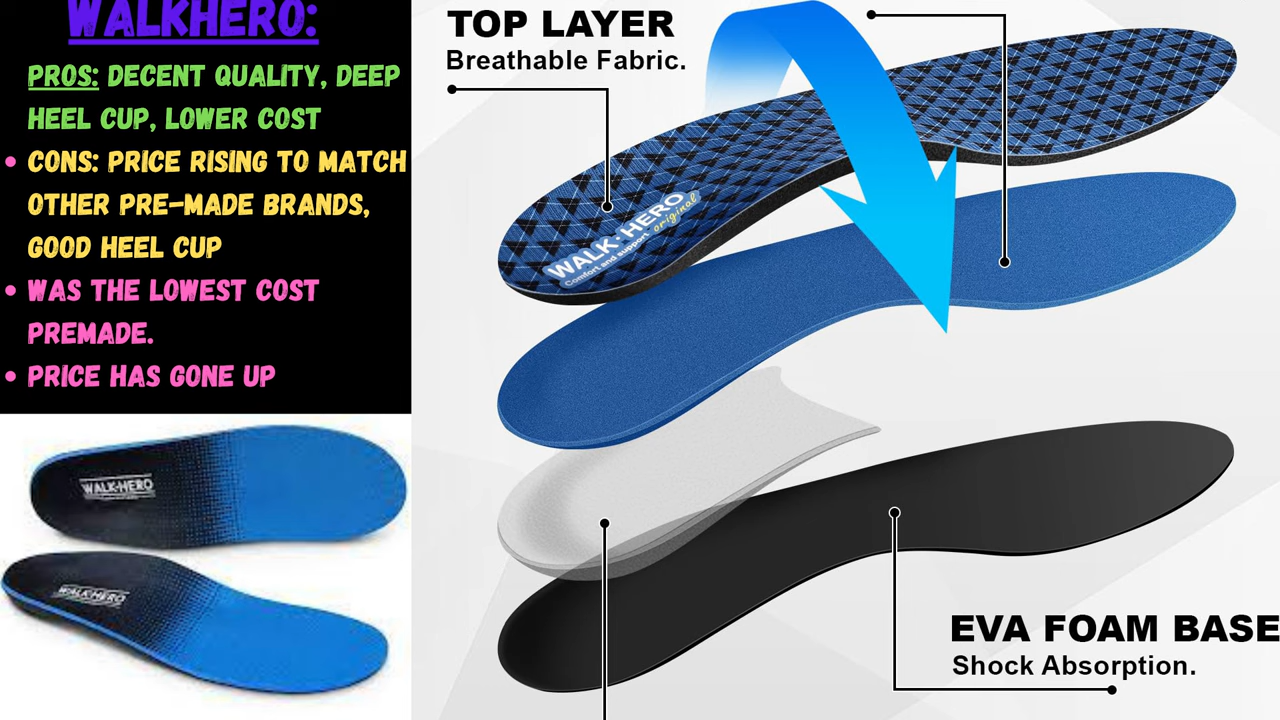 WALKHERO:
PROS: DECENT QUALITY, DEEP
HEEL CUP, LOWER COST
• CONS: PRICE RISING TO MATCH
OTHER PRE-MADE BRANDS,
GOOD HEEL CUP
• WAS THE LOWEST COST
PREMADE.
• PRICE HAS GONE UP
WALK-HERO
WALK-HERO
TOP LAYER
Breathable Fabric.
WALK·HERO
Comfort and support original
EVA FOAM BASE
Shock Absorption.